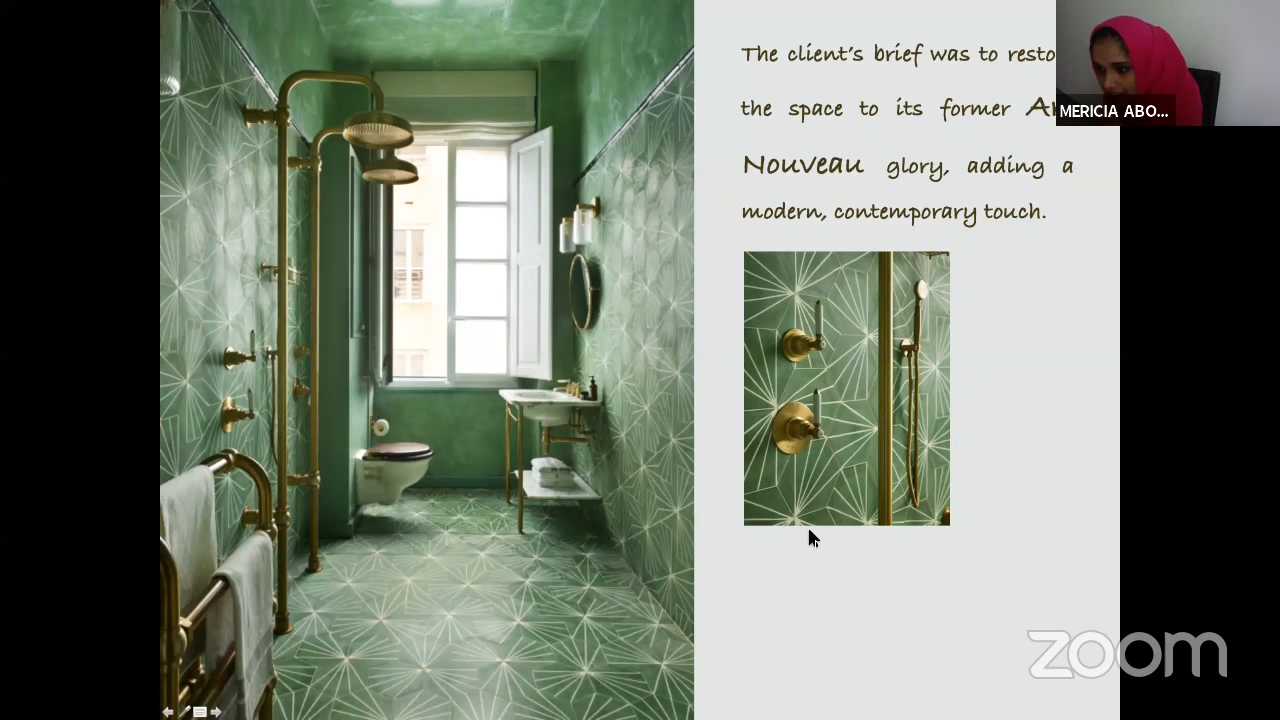 The client's brief was to resto
the space to its former
Nouveau glory, adding a
modern, contemporary touch.
MERICIA ABO...
zoom